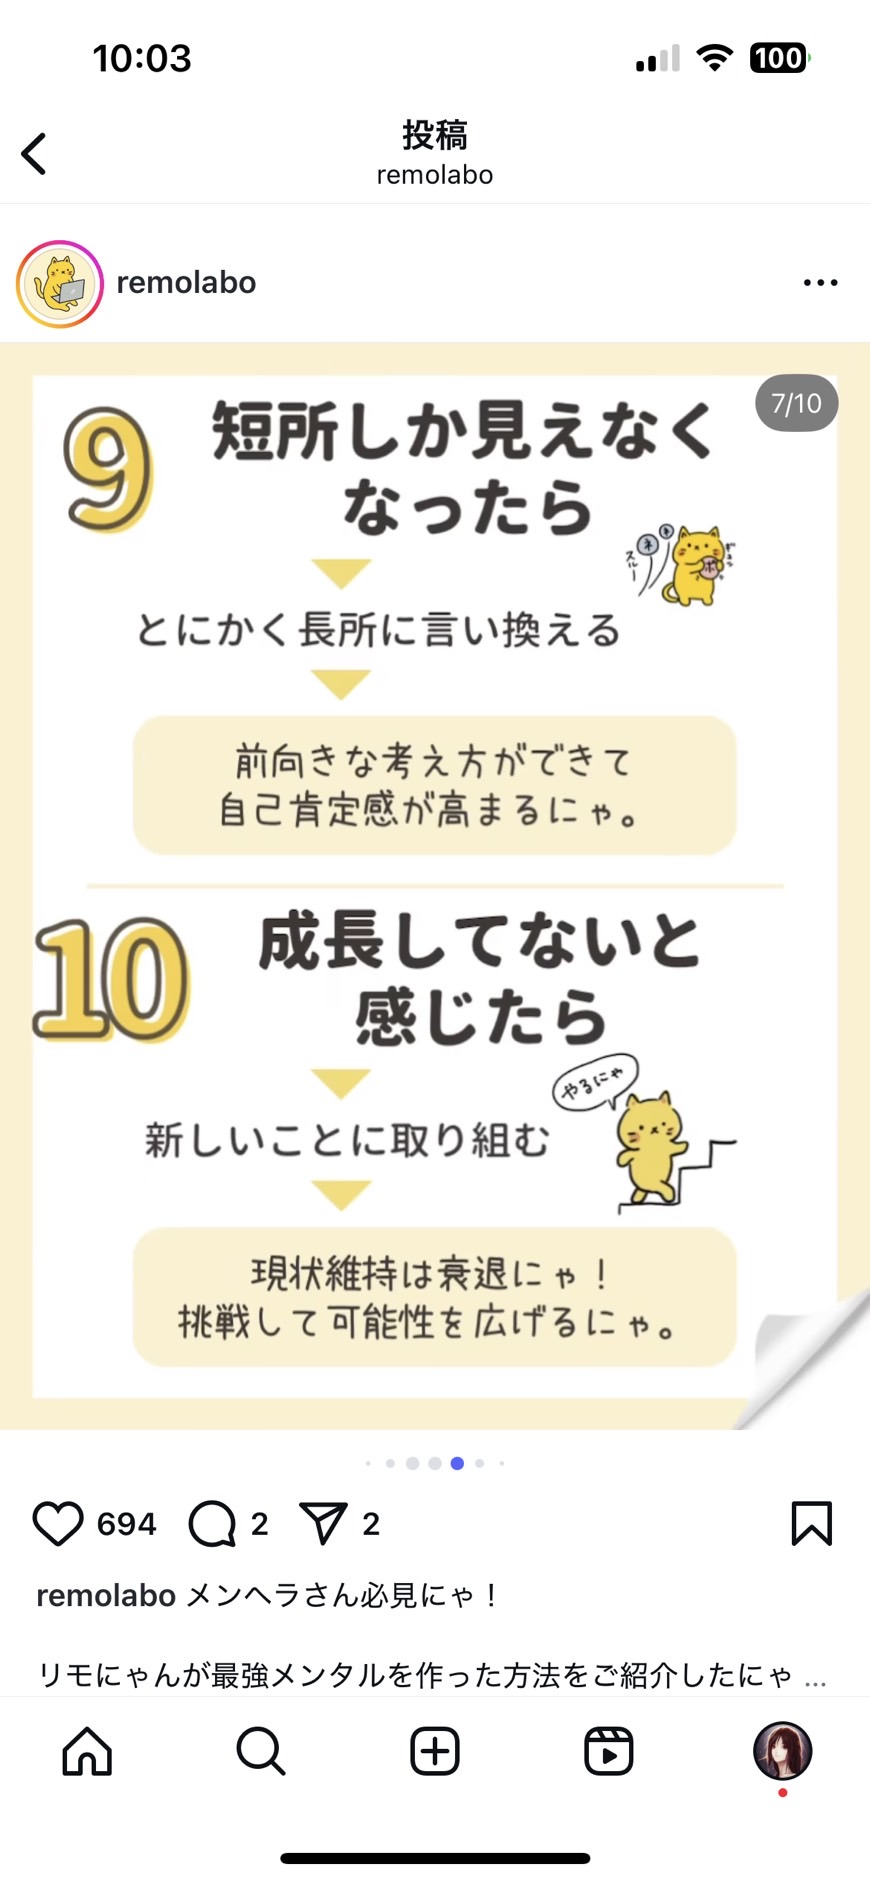 10:03
100
投稿
remolabo
remolabo
7/10
9
短所しか見えなく
なったら
ネ
ネ
スルー
ポ
とにかく長所に言い換える
前向きな考え方ができて
自己肯定感が高まるにゃ。
10
成長してないと
感じたら
やるにゃ
新しいことに取り組む
現状維持は衰退にゃ！
挑戦して可能性を広げるにゃ。
694
2
2
remolabo メンヘラさん必見にゃ！
リモにゃんが最強メンタルを作った方法をご紹介したにゃ ...